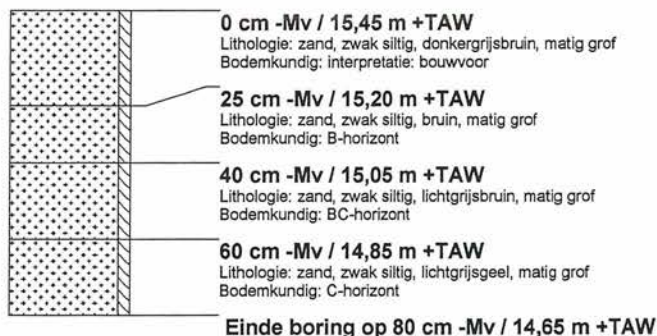 0 cm -Mv / 15,45 m +TAW
Lithologie: zand, zwak siltig, donkergrijsbruin, matig grof
Bodemkundig: interpretatie: bouwvoor
25 cm -Mv / 15,20 m +TAW
Lithologie: zand, zwak siltig, bruin, matig grof
Bodemkundig: B-horizont
40 cm -Mv / 15,05 m +TAW
Lithologie: zand, zwak siltig, lichtgrijsbruin, matig grof
Bodemkundig: BC-horizont
60 cm -Mv / 14,85 m +TAW
Lithologie: zand, zwak siltig, lichtgrijsgeel, matig grof
Bodemkundig: C-horizont
Einde boring op 80 cm -Mv / 14,65 m +TAW